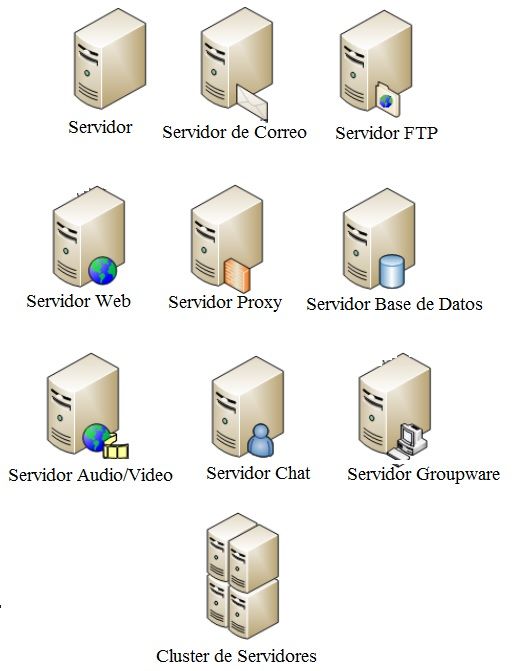 Servidor
Servidor de Correo
Servidor FTP
Servidor Web
Servidor Proxy
Servidor Base de Datos
Servidor Audio/Video
Servidor Chat
Servidor Groupware
Cluster de Servidores